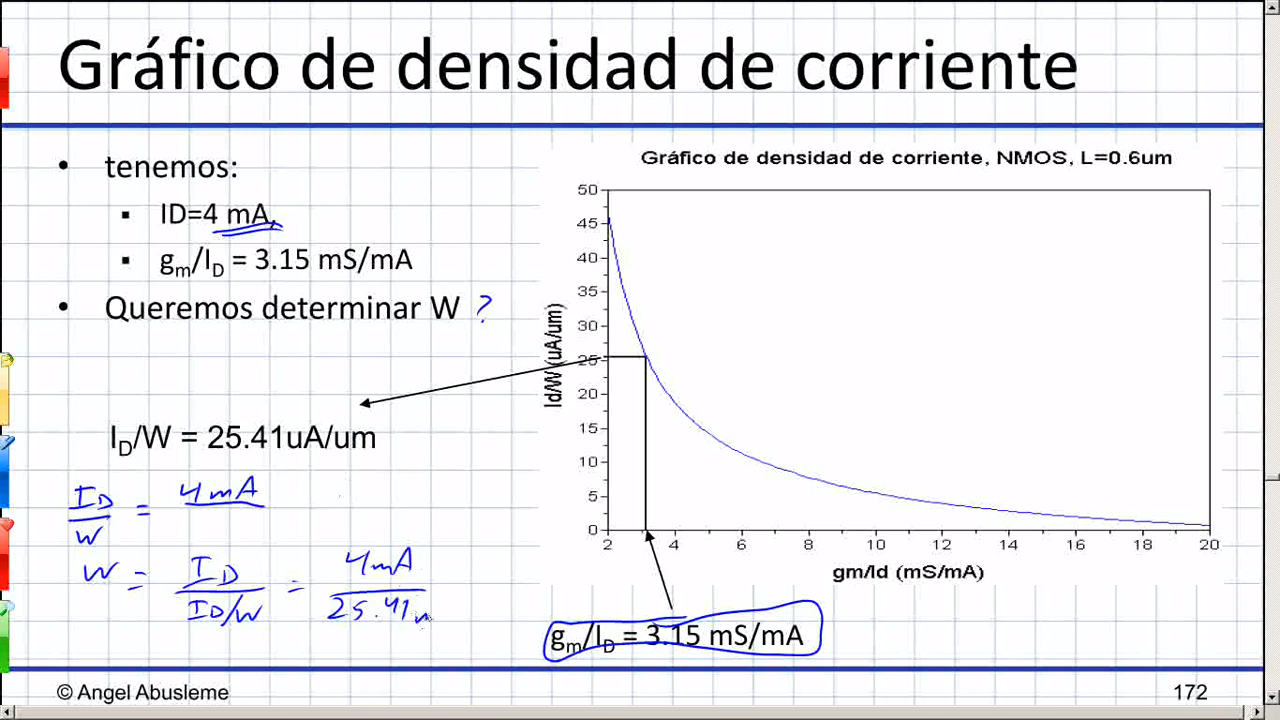 Gráfico de densidad de corriente
• tenemos:
▪ ID=4 mA,
▪ gm/ID = 3.15 mS/mA
• Queremos determinar W ?
ID/W = 25.41uA/um
ID/W = 4mA
W = ID / ID/W = 4mA / 25.41
Gráfico de densidad de corriente, NMOS, L=0.6um
Id/W (uA/um)
50
45
40
35
30
25
20
15
10
5
0
2 4 6 8 10 12 14 16 18 20
gm/Id (mS/mA)
gm/ID = 3.15 mS/mA
© Angel Abusleme
172